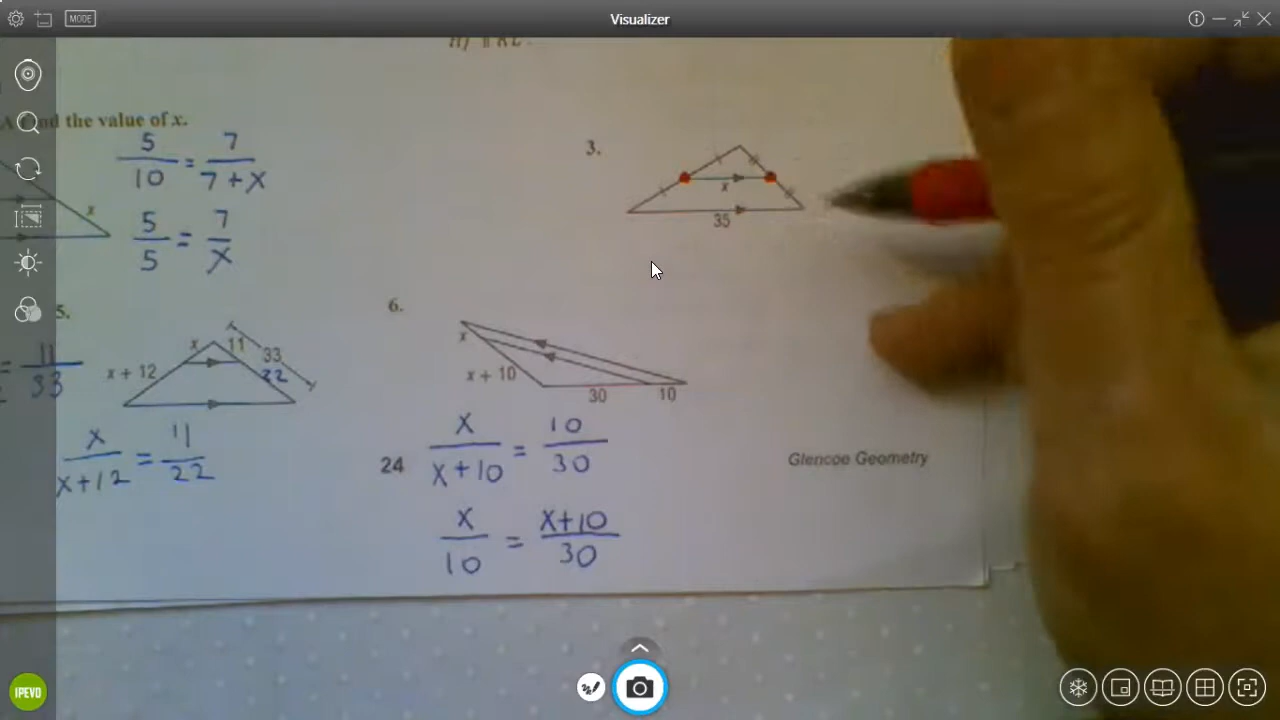 Visualizer
MODE
find the value of x.
5/10 = 7/7+x
5/5 = 7/x
x
3.
x
35
5.
= 11/33
x + 12
x
11
33
22
x/x+12 = 11/22
6.
x
x + 10
30
10
x/x+10 = 10/30
24
x/10 = x+10/30
Glencoe Geometry
IPEVO